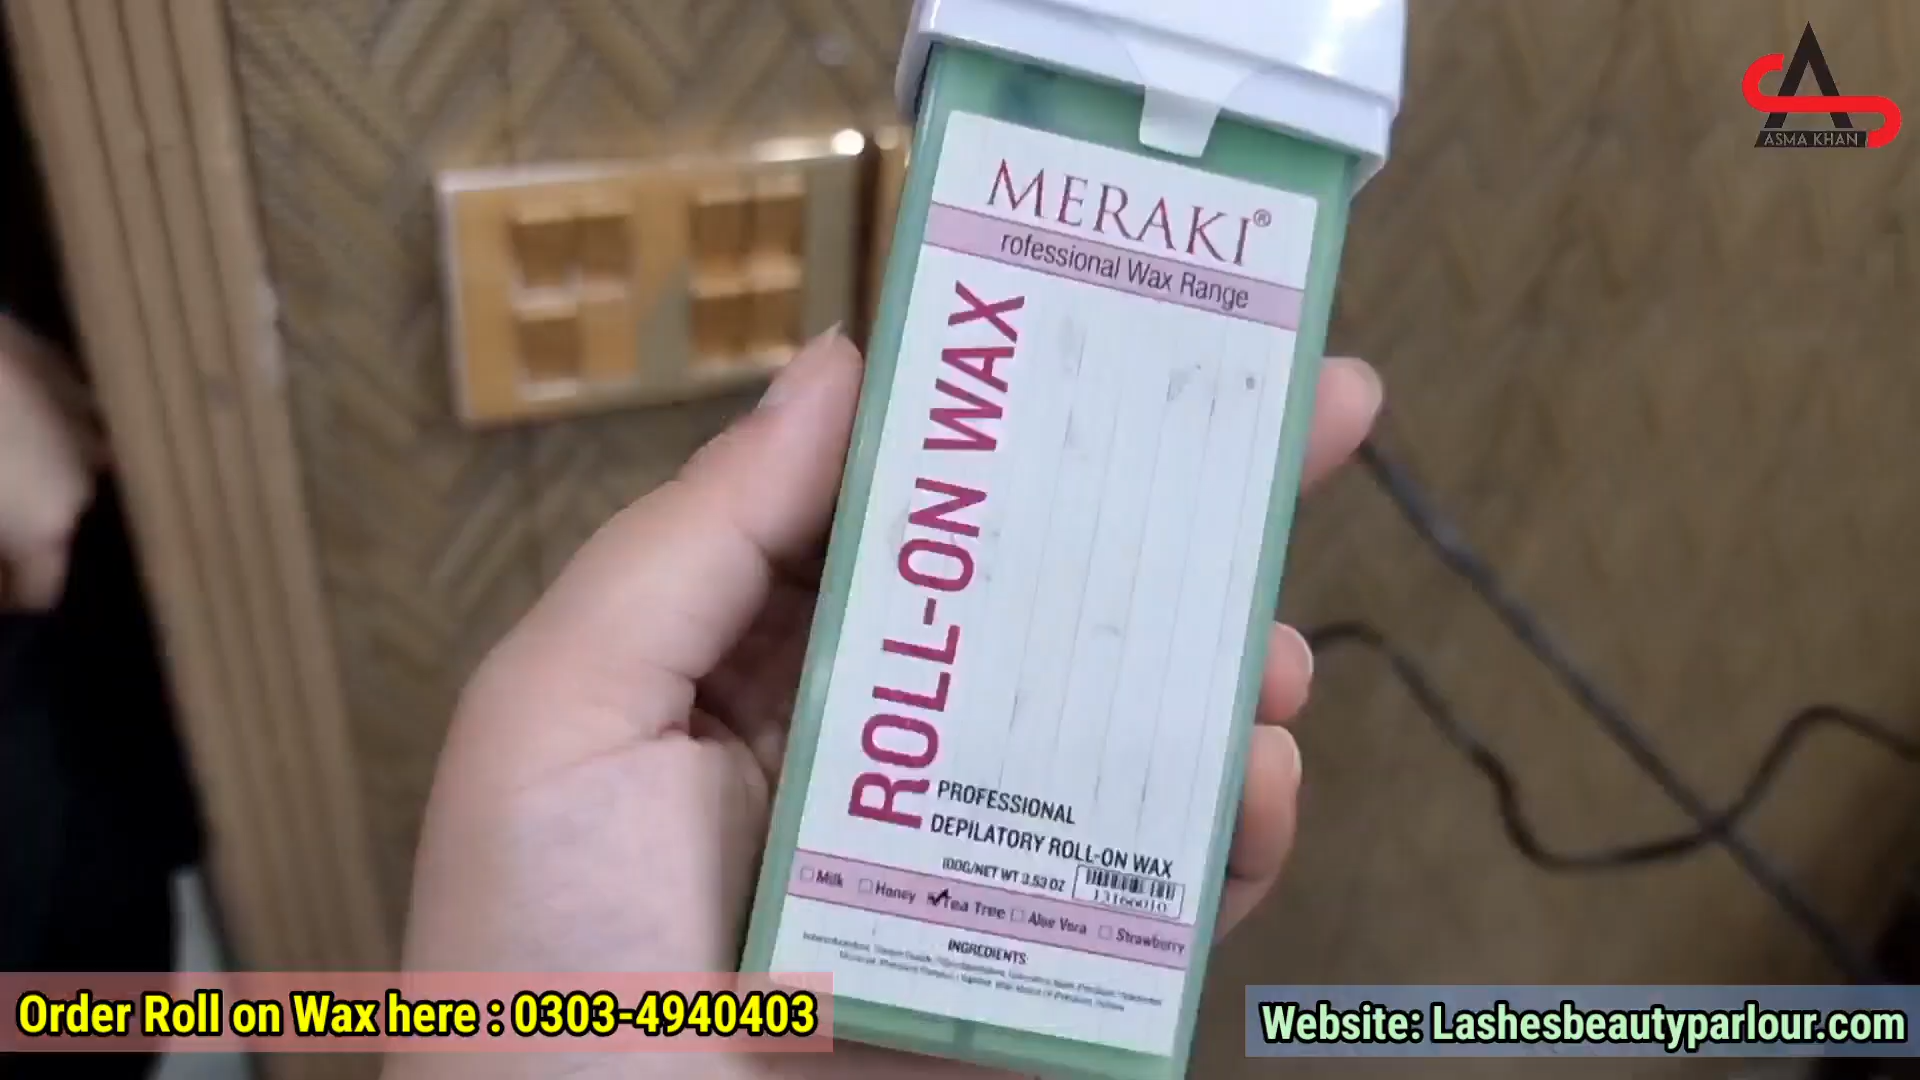 ASMA KHAN
MERAKI®
rofessional Wax Range
ROLL-ON WAX
PROFESSIONAL
DEPILATORY ROLL-ON WAX
100G/NET WT 3.53 OZ
13166010
Milk Honey Tea Tree Aloe Vera Strawberry
INGREDIENTS
Order Roll on Wax here : 0303-4940403
Website: Lashesbeautyparlour.com